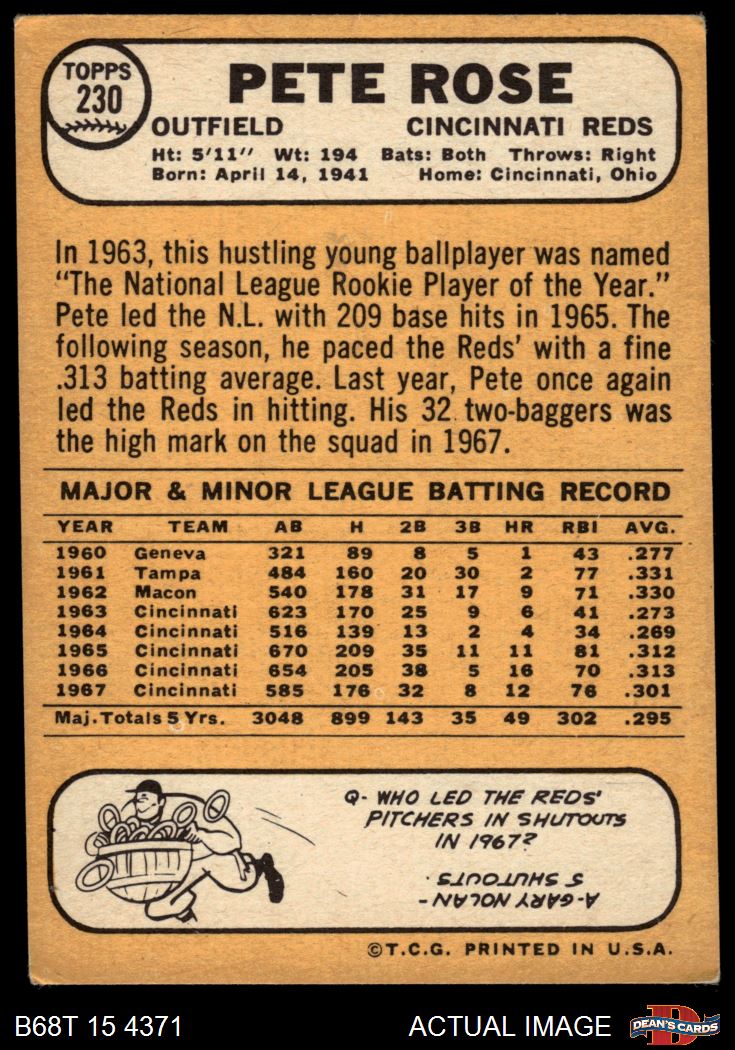 TOPPS
230
PETE ROSE
OUTFIELD CINCINNATI REDS
Ht: 5'11" Wt: 194 Bats: Both Throws: Right
Born: April 14, 1941 Home: Cincinnati, Ohio
In 1963, this hustling young ballplayer was named
"The National League Rookie Player of the Year."
Pete led the N.L. with 209 base hits in 1965. The
following season, he paced the Reds' with a fine
.313 batting average. Last year, Pete once again
led the Reds in hitting. His 32 two-baggers was
the high mark on the squad in 1967.
MAJOR & MINOR LEAGUE BATTING RECORD
YEAR TEAM AB H 2B 3B HR RBI AVG.
1960 Geneva 321 89 8 5 1 43 .277
1961 Tampa 484 160 20 30 2 77 .331
1962 Macon 540 178 31 17 9 71 .330
1963 Cincinnati 623 170 25 9 6 41 .273
1964 Cincinnati 516 139 13 2 4 34 .269
1965 Cincinnati 670 209 35 11 11 81 .312
1966 Cincinnati 654 205 38 5 16 70 .313
1967 Cincinnati 585 176 32 8 12 76 .301
Maj. Totals 5 Yrs. 3048 899 143 35 49 302 .295
Q- WHO LED THE REDS'
PITCHERS IN SHUTOUTS
IN 1967?
A-GARY NOLAN-
5 SHUTOUTS.
©T.C.G. PRINTED IN U.S.A.
B68T 15 4371 ACTUAL IMAGE D DEAN'S CARDS